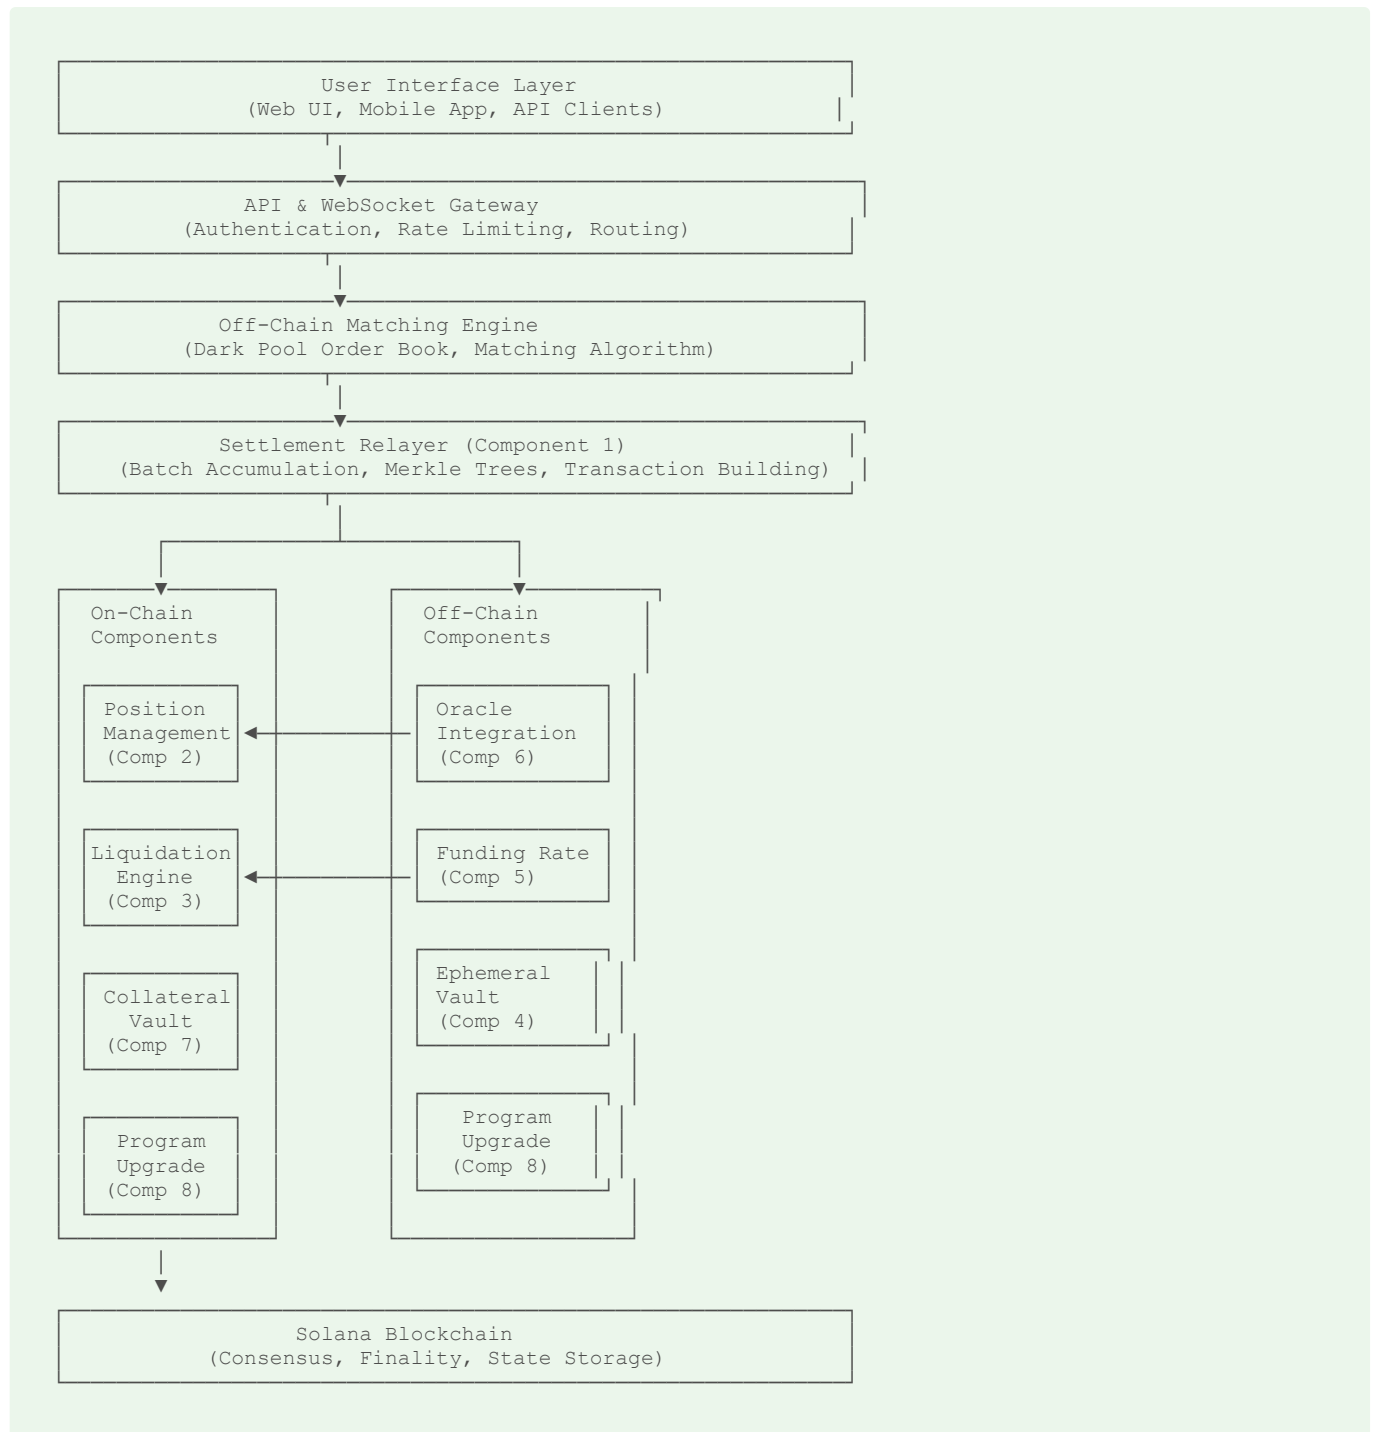 User Interface Layer
(Web UI, Mobile App, API Clients)
API & WebSocket Gateway
(Authentication, Rate Limiting, Routing)
Off-Chain Matching Engine
(Dark Pool Order Book, Matching Algorithm)
Settlement Relayer (Component 1)
(Batch Accumulation, Merkle Trees, Transaction Building)
On-Chain
Components
Position
Management
(Comp 2)
Liquidation
Engine
(Comp 3)
Collateral
Vault
(Comp 7)
Program
Upgrade
(Comp 8)
Off-Chain
Components
Oracle
Integration
(Comp 6)
Funding Rate
(Comp 5)
Ephemeral
Vault
(Comp 4)
Program
Upgrade
(Comp 8)
Solana Blockchain
(Consensus, Finality, State Storage)